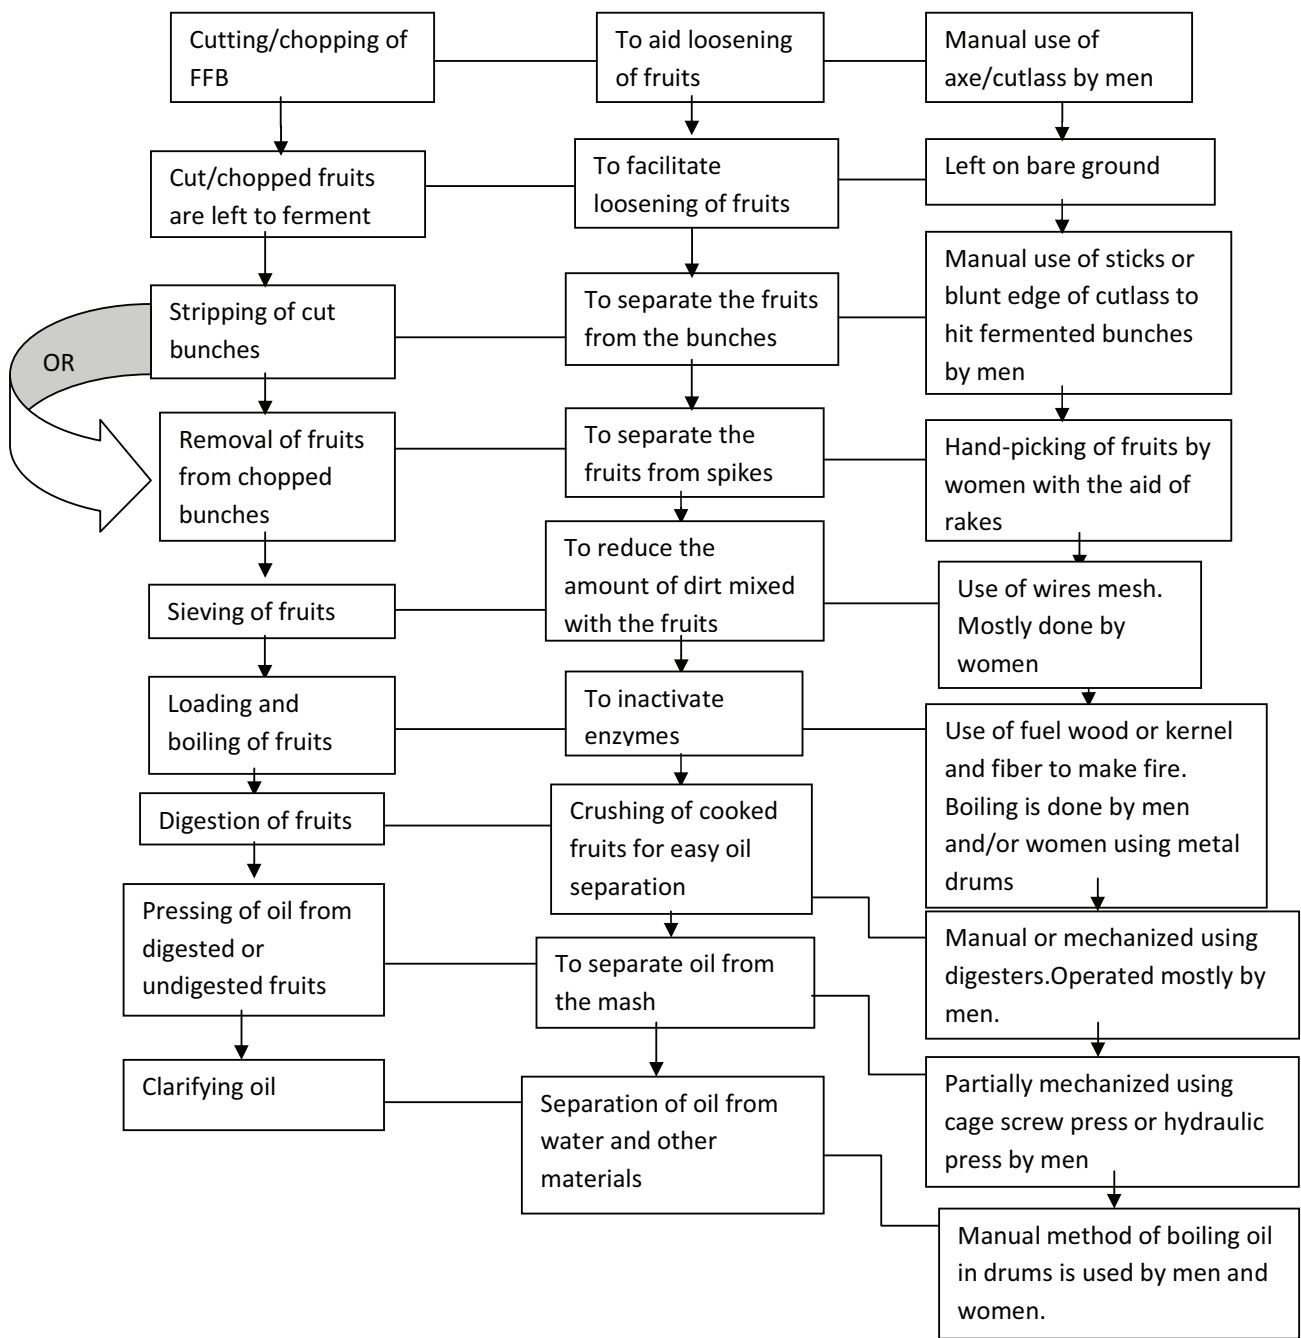 Cutting/chopping of
FFB
To aid loosening
of fruits
Manual use of
axe/cutlass by men
Cut/chopped fruits
are left to ferment
To facilitate
loosening of fruits
Left on bare ground
Stripping of cut
bunches
To separate the fruits
from the bunches
Manual use of sticks or
blunt edge of cutlass to
hit fermented bunches
by men
OR
Removal of fruits
from chopped
bunches
To separate the
fruits from spikes
Hand-picking of fruits by
women with the aid of
rakes
Sieving of fruits
To reduce the
amount of dirt mixed
with the fruits
Use of wires mesh.
Mostly done by
women
Loading and
boiling of fruits
To inactivate
enzymes
Use of fuel wood or kernel
and fiber to make fire.
Boiling is done by men
and/or women using metal
drums
Digestion of fruits
Crushing of cooked
fruits for easy oil
separation
Manual or mechanized using
digesters.Operated mostly by
men.
Pressing of oil from
digested or
undigested fruits
To separate oil from
the mash
Partially mechanized using
cage screw press or hydraulic
press by men
Clarifying oil
Separation of oil from
water and other
materials
Manual method of boiling oil
in drums is used by men and
women.